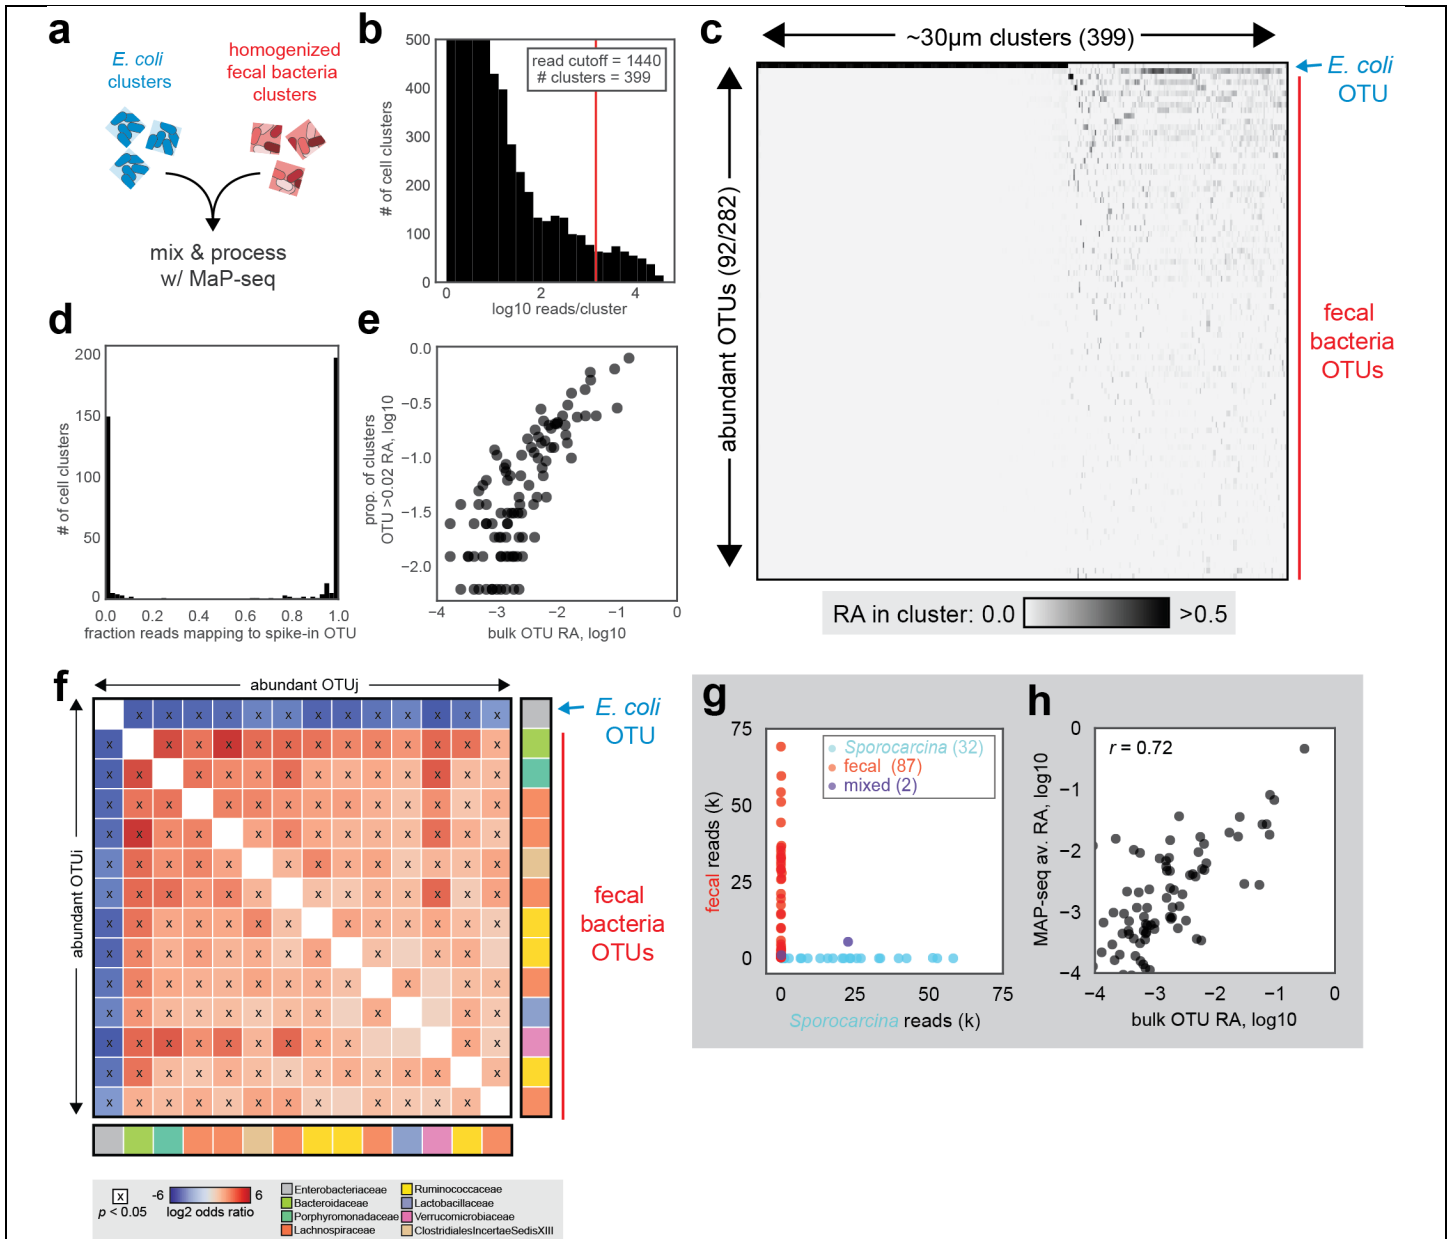 a
E. coli
clusters
homogenized
fecal bacteria
clusters
mix & process
w/ MaP-seq
b
read cutoff = 1440
# clusters = 399
# of cell clusters
500
400
300
200
100
0
0 2 4
log10 reads/cluster
c
~30µm clusters (399)
abundant OTUs (92/282)
E. coli
OTU
fecal
bacteria
OTUs
RA in cluster: 0.0 >0.5
d
# of cell clusters
200
150
100
50
0
0.0 0.2 0.4 0.6 0.8 1.0
fraction reads mapping to spike-in OTU
e
prop. of clusters
OTU >0.02 RA, log10
0.0
−0.5
−1.0
−1.5
−2.0
−4 −3 −2 −1 0
bulk OTU RA, log10
f
abundant OTUj
abundant OTUi
x x x x x x x x x x x x x
x x x x x x x x x x x x x
x x x x x x x x x x x x x
x x x x x x x x x x x x x
x x x x x x x x x x x x x
x x x x x x x x x x x x x
x x x x x x x x x x x x x
x x x x x x x x x x x x x
x x x x x x x x x x
x x x x x x x x x x x x
x x x x x x x x x
x x x x x x x x x x x
x x x x x x x x x x x x x
x x x x x x x x x x x x
E. coli
OTU
fecal
bacteria
OTUs
x
p < 0.05
-6 6
log2 odds ratio
Enterobacteriaceae
Bacteroidaceae
Porphyromonadaceae
Lachnospiraceae
Ruminococcaceae
Lactobacillaceae
Verrucomicrobiaceae
ClostridialesIncertaeSedisXIII
g
Sporocarcina (32)
fecal (87)
mixed (2)
fecal reads (k)
75
50
25
0
0 25 50 75
Sporocarcina reads (k)
h
r = 0.72
MAP-seq av. RA, log10
0
−1
−2
−3
−4
−4 −3 −2 −1 0
bulk OTU RA, log10